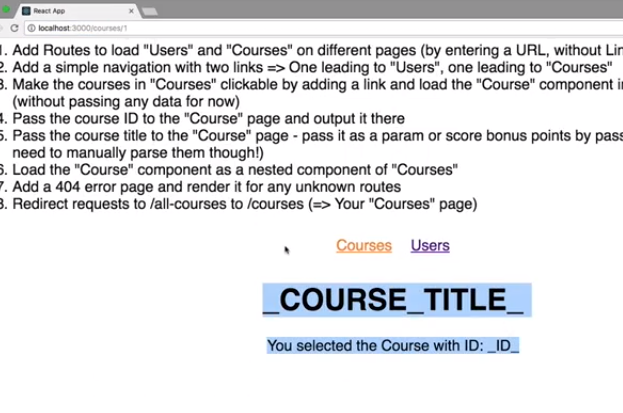 React App
localhost:3000/courses/1
1. Add Routes to load "Users" and "Courses" on different pages (by entering a URL, without
2. Add a simple navigation with two links => One leading to "Users", one leading to "Courses"
3. Make the courses in "Courses" clickable by adding a link and load the "Course" component
(without passing any data for now)
4. Pass the course ID to the "Course" page and output it there
5. Pass the course title to the "Course" page - pass it as a param or score bonus points by
need to manually parse them though!)
6. Load the "Course" component as a nested component of "Courses"
7. Add a 404 error page and render it for any unknown routes
8. Redirect requests to /all-courses to /courses (=> Your "Courses" page)
Courses Users
_COURSE_TITLE_
You selected the Course with ID: _ID_